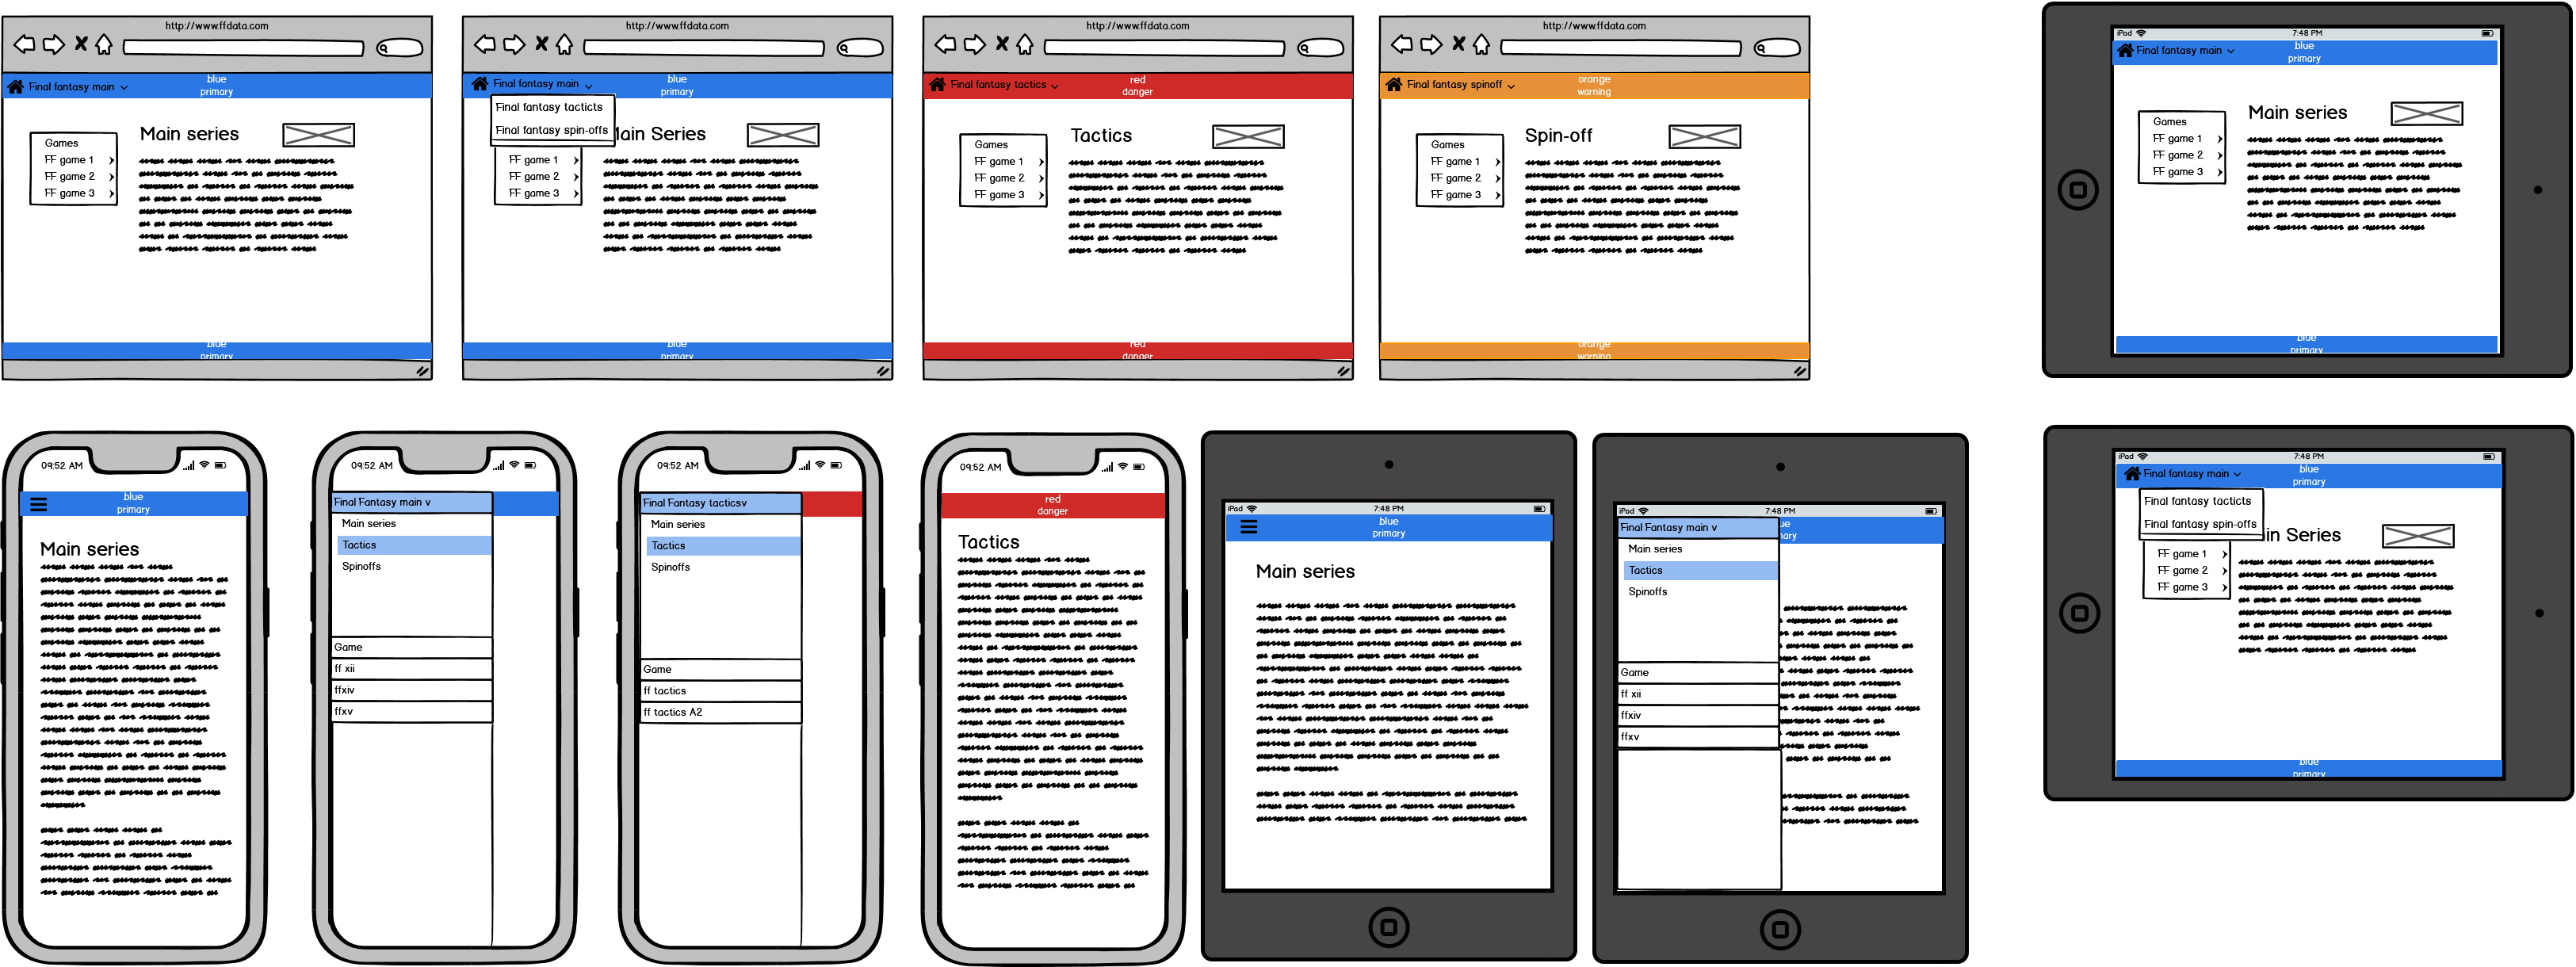 http://www.ffdata.com
Final fantasy main
blue
primary
Games
FF game 1
FF game 2
FF game 3
Main series
blue
primary
http://www.ffdata.com
Final fantasy main
blue
primary
Final fantasy tacticts
Final fantasy spin-offs
FF game 1
FF game 2
FF game 3
Main Series
blue
primary
http://www.ffdata.com
Final fantasy tactics
red
danger
Games
FF game 1
FF game 2
FF game 3
Tactics
red
danger
http://www.ffdata.com
Final fantasy spinoff
orange
warning
Games
FF game 1
FF game 2
FF game 3
Spin-off
orange
warning
iPad 7:48 PM
Final fantasy main
blue
primary
Games
FF game 1
FF game 2
FF game 3
Main series
blue
primary
09:52 AM
blue
primary
Main series
09:52 AM
Final Fantasy main v
Main series
Tactics
Spinoffs
Game
ff xii
ffxiv
ffxv
09:52 AM
Final Fantasy tacticsv
Main series
Tactics
Spinoffs
Game
ff tactics
ff tactics A2
09:52 AM
red
danger
Tactics
iPad 7:48 PM
blue
primary
Main series
iPad 7:48 PM
Final Fantasy main v
ue
ary
Main series
Tactics
Spinoffs
Game
ff xii
ffxiv
ffxv
iPad 7:48 PM
Final fantasy main
blue
primary
Final fantasy tacticts
Final fantasy spin-offs
FF game 1
FF game 2
FF game 3
in Series
blue
primary